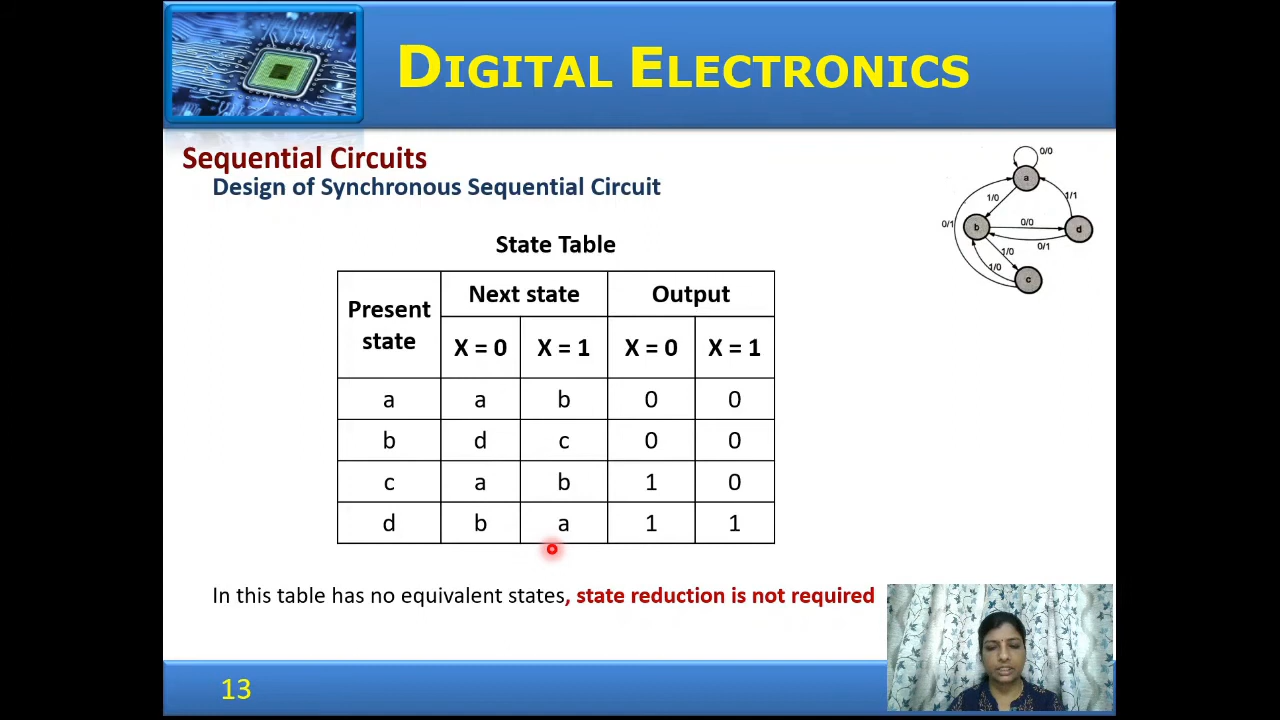 DIGITAL ELECTRONICS
Sequential Circuits
Design of Synchronous Sequential Circuit
State Table
Present state Next state Output
X = 0 X = 1 X = 0 X = 1
a a b 0 0
b d c 0 0
c a b 1 0
d b a 1 1
In this table has no equivalent states, state reduction is not required
0/0
a
1/0 1/1
0/1 b 0/0 d
0/1
1/0
1/0
c
13